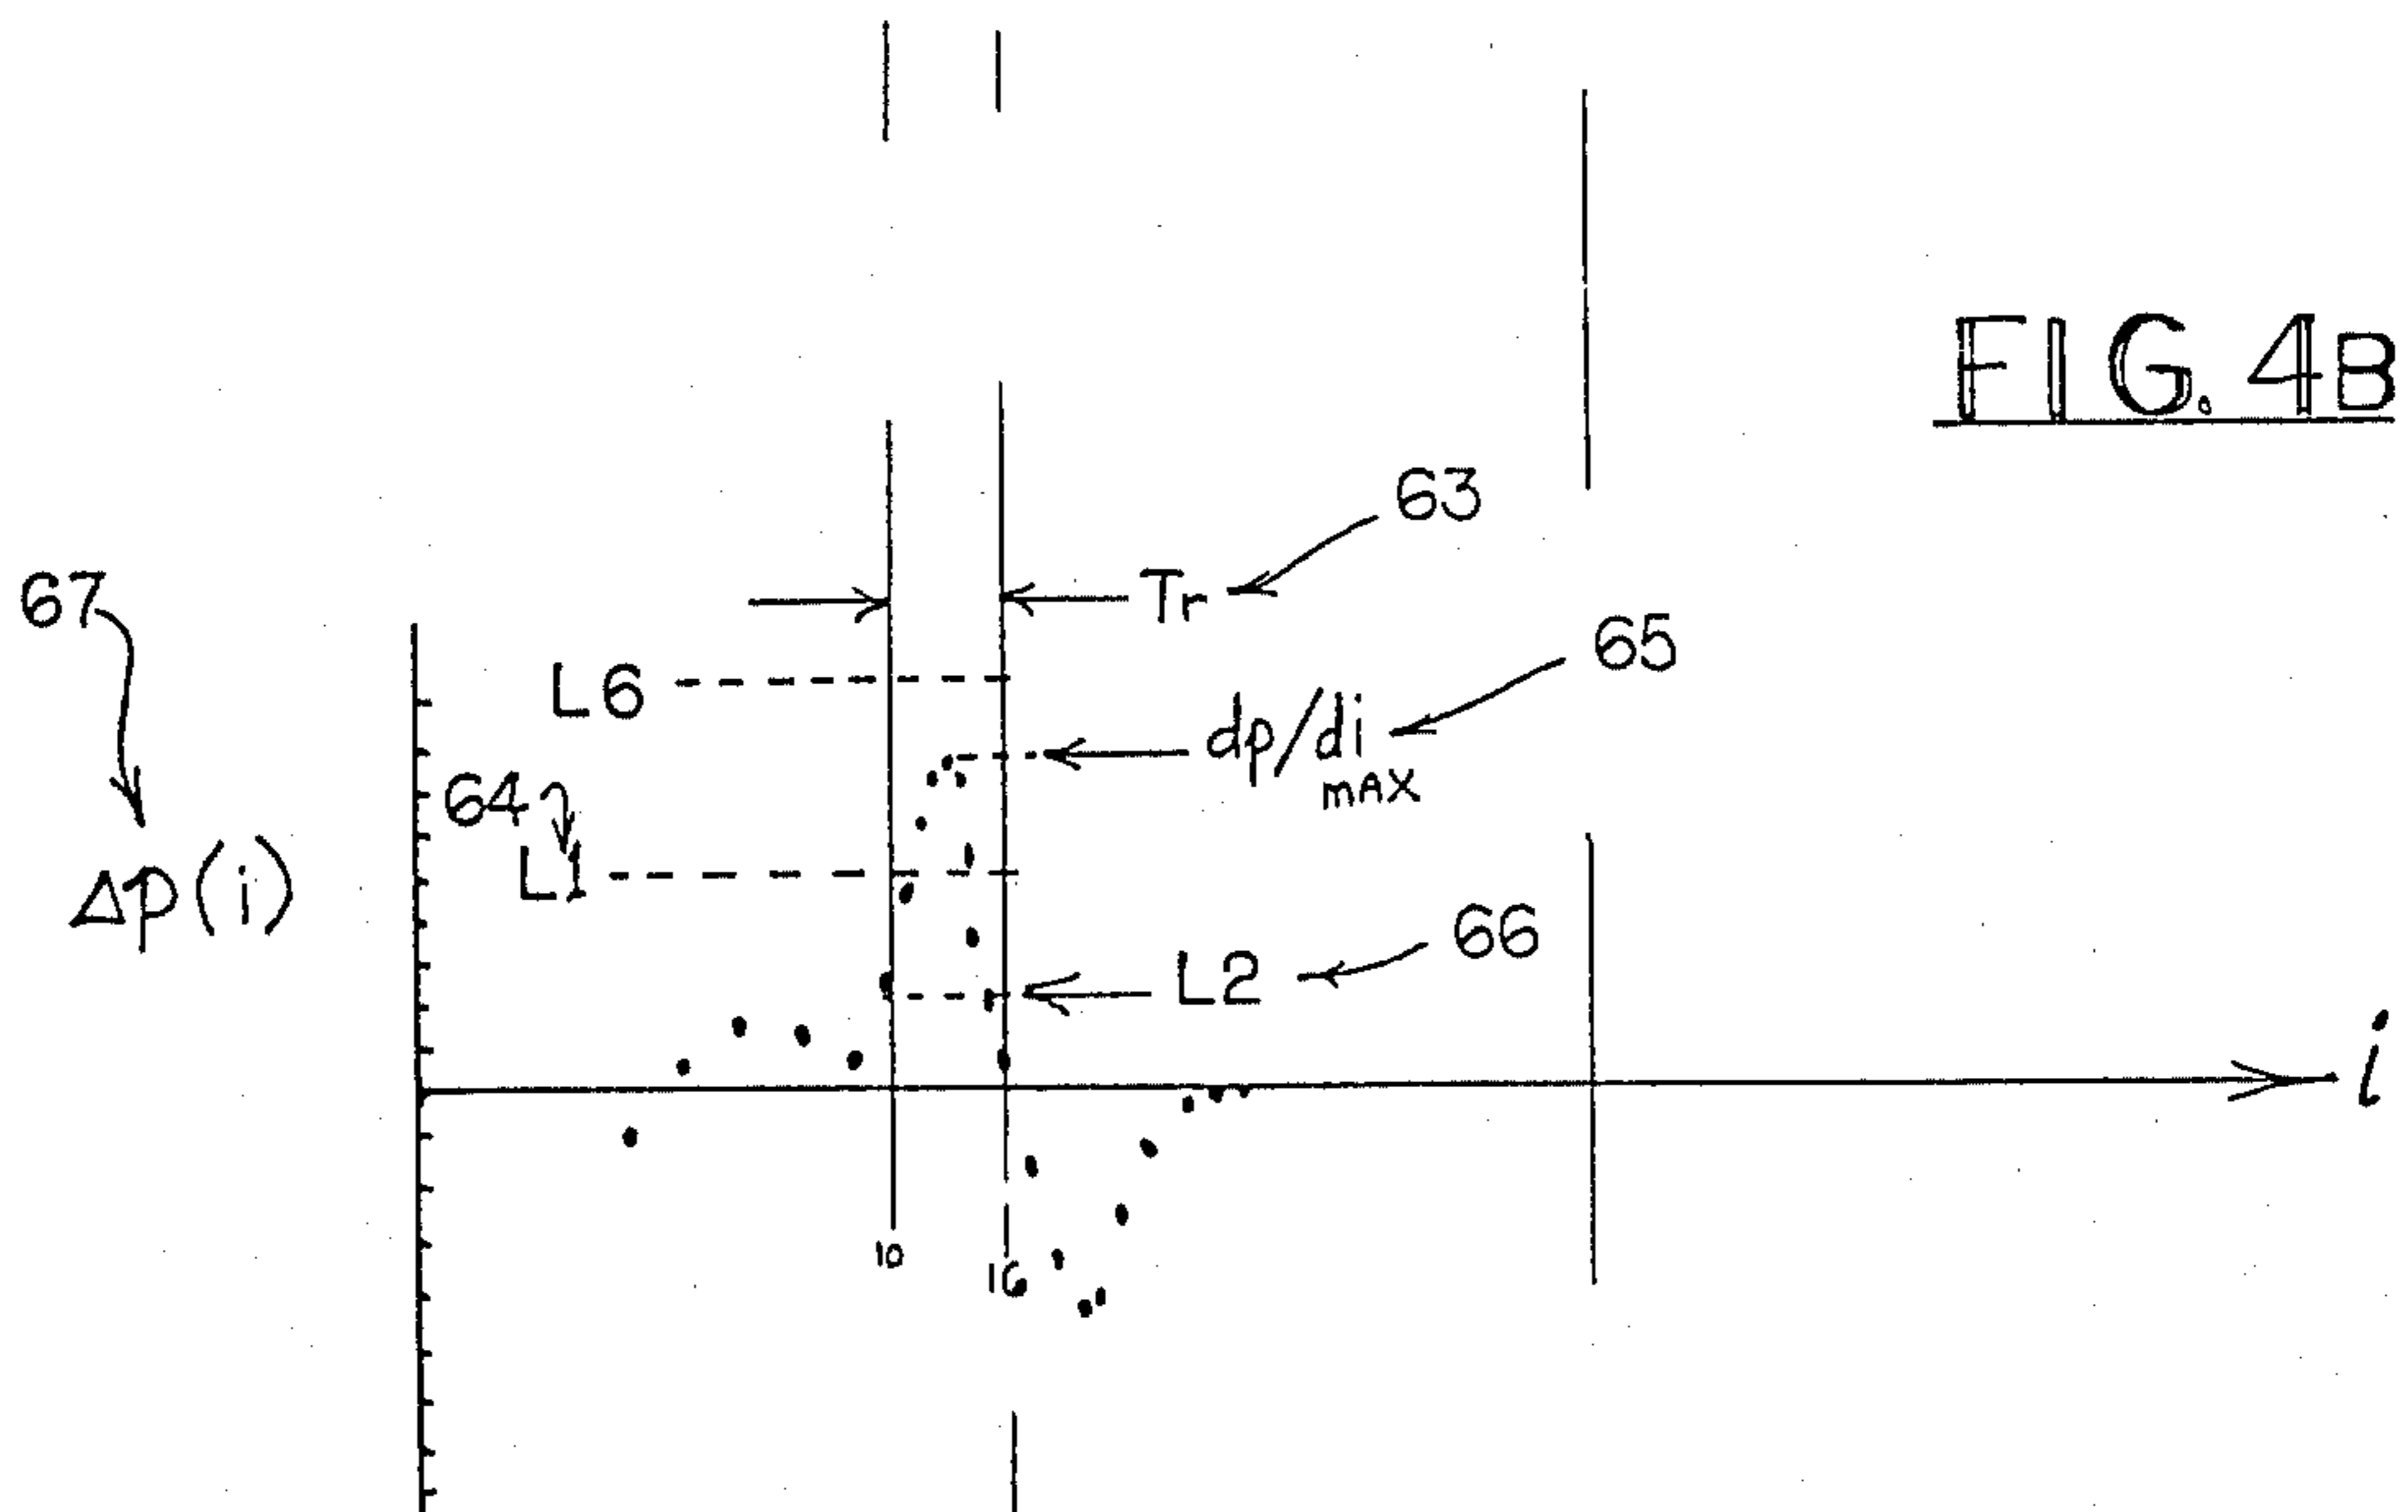 FIG. 4B
63
67
Tr
65
L6
dp/di
max
64
L1
Δp(i)
66
L2
i
10
16